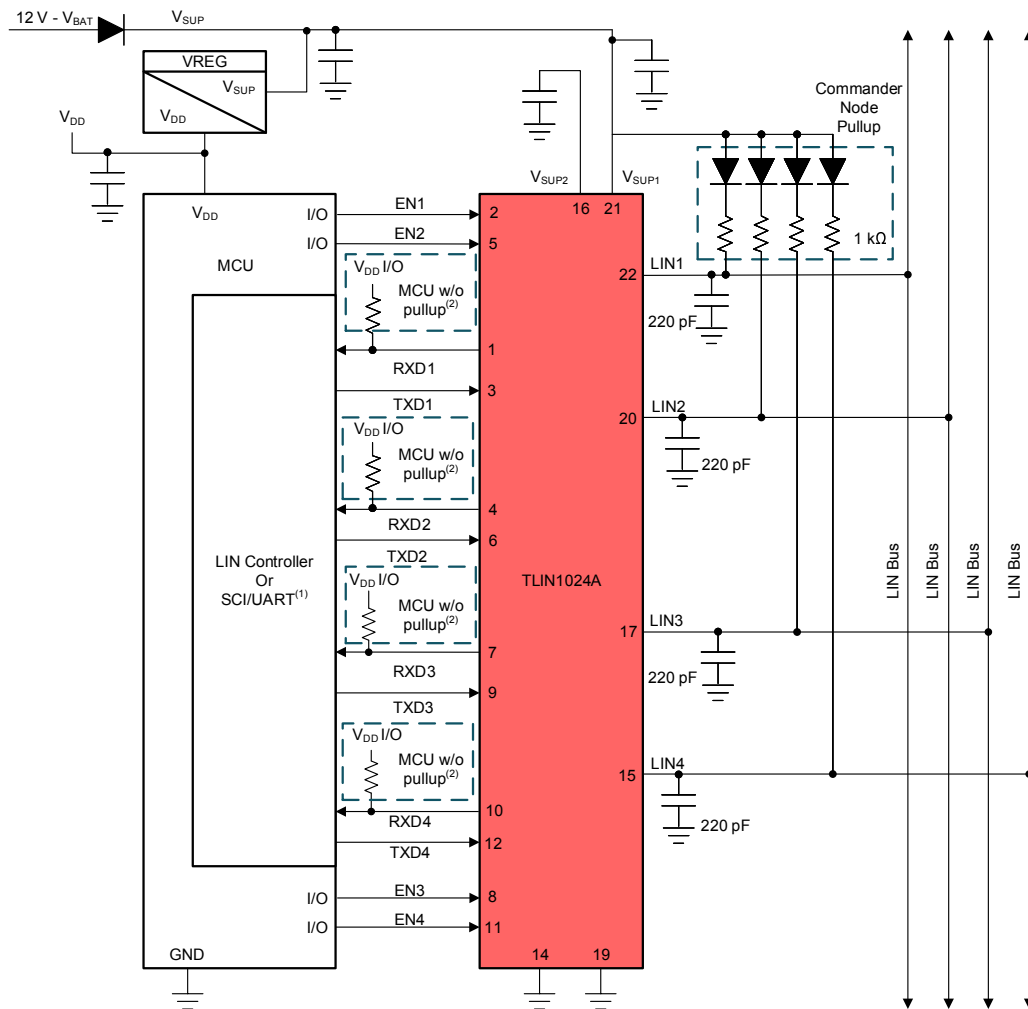 12 V - VBAT
VSUP
VREG
VSUP
VDD
VDD
Commander
Node
Pullup
VSUP2
VSUP1
16
21
VDD
I/O
EN1
2
I/O
EN2
5
MCU
1 kΩ
VDD I/O
MCU w/o
pullup(2)
22
LIN1
220 pF
1
RXD1
3
TXD1
VDD I/O
MCU w/o
pullup(2)
20
LIN2
220 pF
4
RXD2
6
TXD2
LIN Controller
Or
SCI/UART(1)
TLIN1024A
LIN Bus
LIN Bus
LIN Bus
LIN Bus
VDD I/O
MCU w/o
pullup(2)
17
LIN3
220 pF
7
RXD3
9
TXD3
VDD I/O
MCU w/o
pullup(2)
15
LIN4
220 pF
10
RXD4
12
TXD4
I/O
EN3
8
I/O
EN4
11
GND
14
19